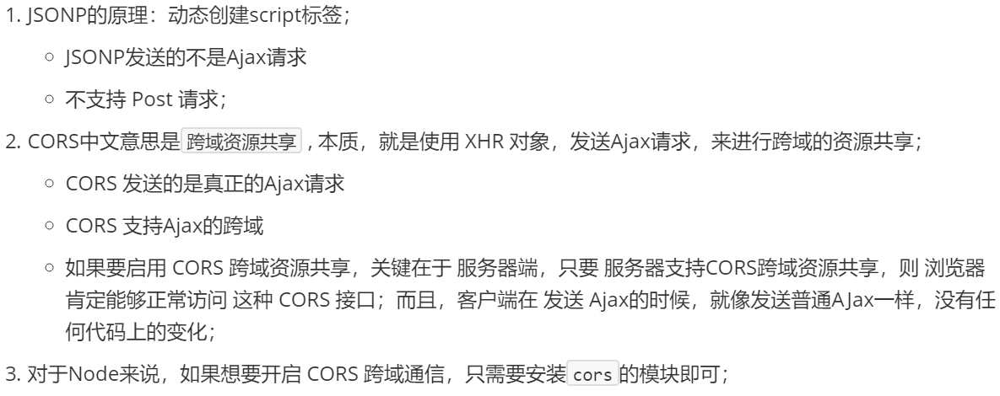 1. JSONP的原理：动态创建script标签；
○ JSONP发送的不是Ajax请求
○ 不支持 Post 请求；
2. CORS中文意思是 跨域资源共享 , 本质，就是使用 XHR 对象，发送Ajax请求，来进行跨域的资源共享；
○ CORS 发送的是真正的Ajax请求
○ CORS 支持Ajax的跨域
○ 如果要启用 CORS 跨域资源共享，关键在于 服务器端，只要 服务器支持CORS跨域资源共享，则 浏览器
肯定能够正常访问 这种 CORS 接口；而且，客户端在 发送 Ajax的时候，就像发送普通AJax一样，没有任
何代码上的变化；
3. 对于Node来说，如果想要开启 CORS 跨域通信，只需要安装 cors 的模块即可；